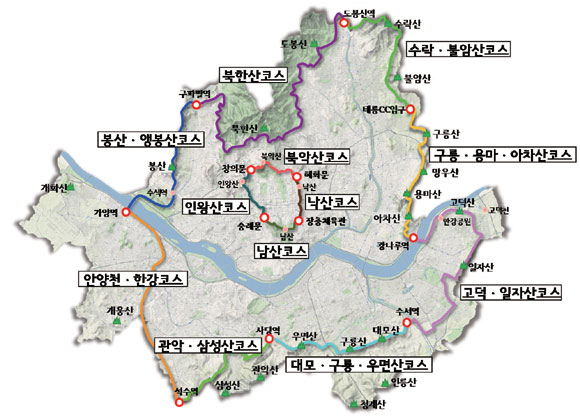 도봉산역
수락산
도봉산
수락 · 불암산코스
북한산코스
불암산
구파발역
태릉CC입구
북한산
봉산 · 앵봉산코스
구릉산
북악산
북악산코스
구릉 · 용마 · 아차산코스
창의문
혜화문
봉산
망우산
개화산
인왕산
낙산
수색역
용마산
고덕산
인왕산코스
낙산코스
가양역
아차산
숭례문
장충체육관
한강공원
고덕산
남산
광나루역
남산코스
일자산
안양천 · 한강코스
고덕 · 일자산코스
개웅산
수서역
사당역
대모산
관악 · 삼성산코스
우면산
구릉산
대모 · 구릉 · 우면산코스
관악산
삼성산
인릉산
석수역
청계산